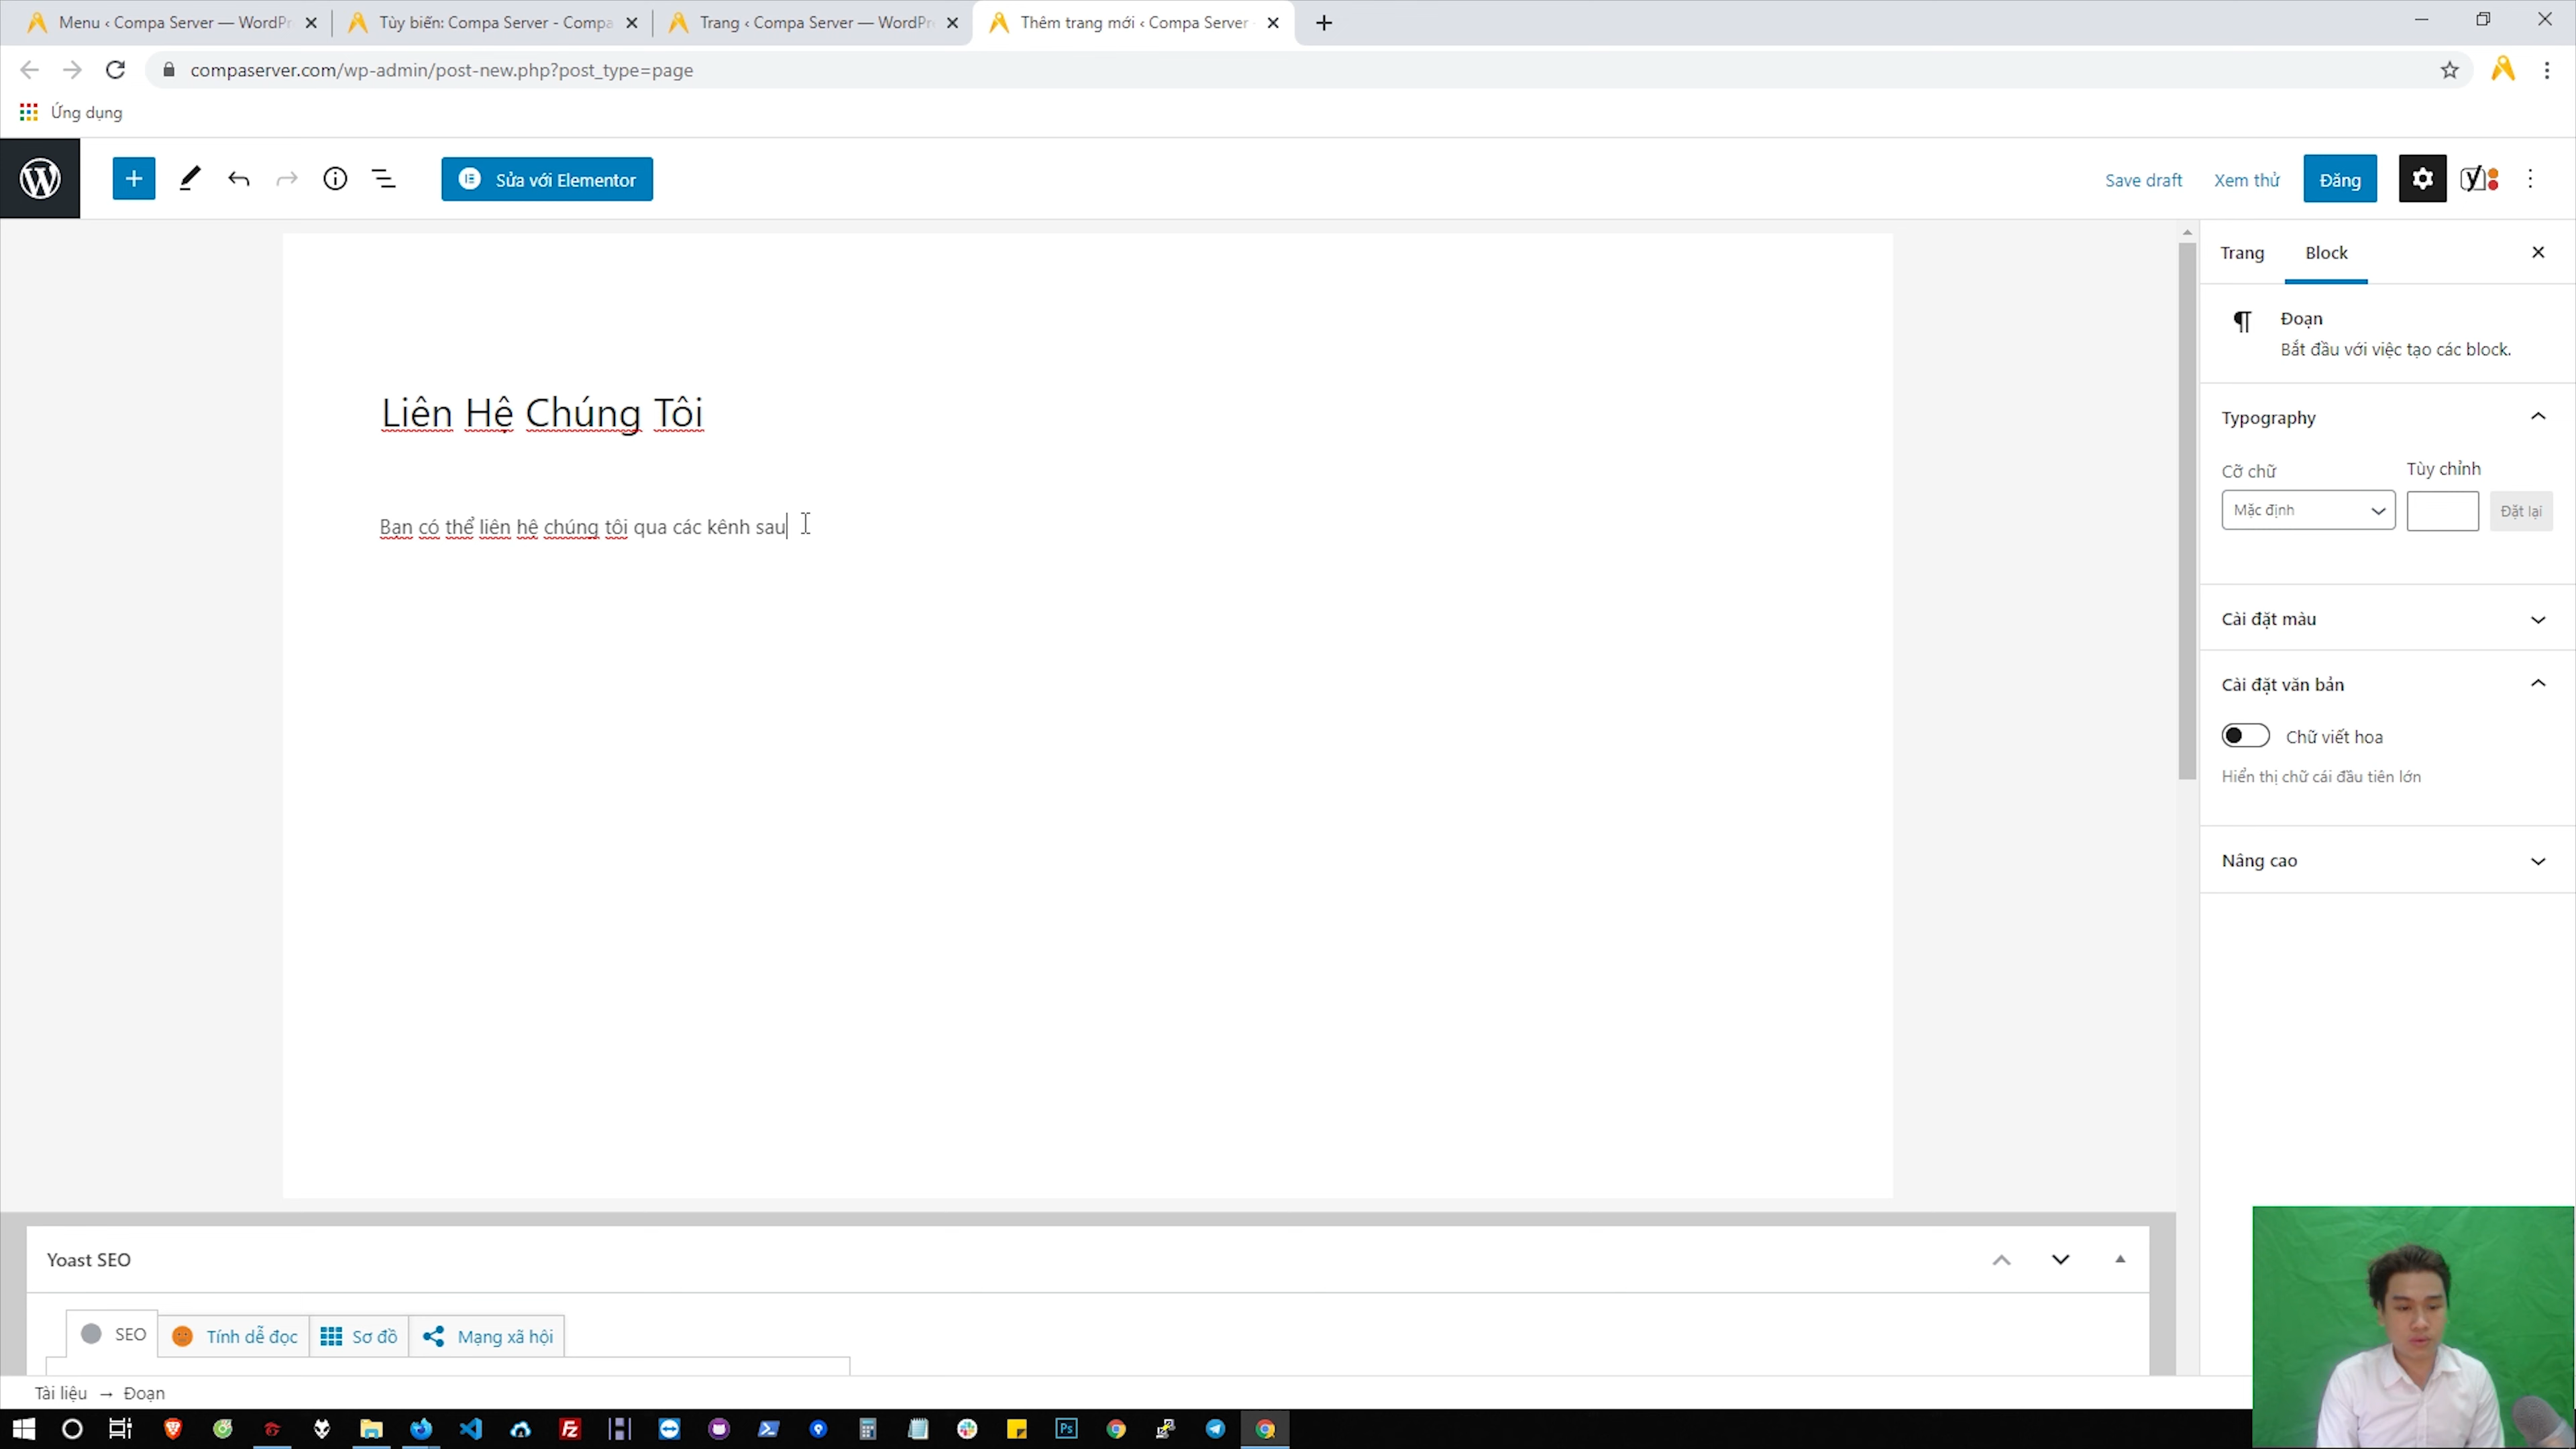 Menu ‹ Compa Server — WordPr
Tùy biến: Compa Server - Compa
Trang ‹ Compa Server — WordPr
Thêm trang mới ‹ Compa Server
compaserver.com/wp-admin/post-new.php?post_type=page
Ứng dụng
Sửa với Elementor
Save draft
Xem thử
Đăng
Trang
Block
Đoạn
Bắt đầu với việc tạo các block.
Liên Hệ Chúng Tôi
Typography
Cỡ chữ
Tùy chỉnh
Mặc định
Đặt lại
Bạn có thể liên hệ chúng tôi qua các kênh sau
Cài đặt màu
Cài đặt văn bản
Chữ viết hoa
Hiển thị chữ cái đầu tiên lớn
Nâng cao
Yoast SEO
SEO
Tính dễ đọc
Sơ đồ
Mạng xã hội
Tài liệu → Đoạn